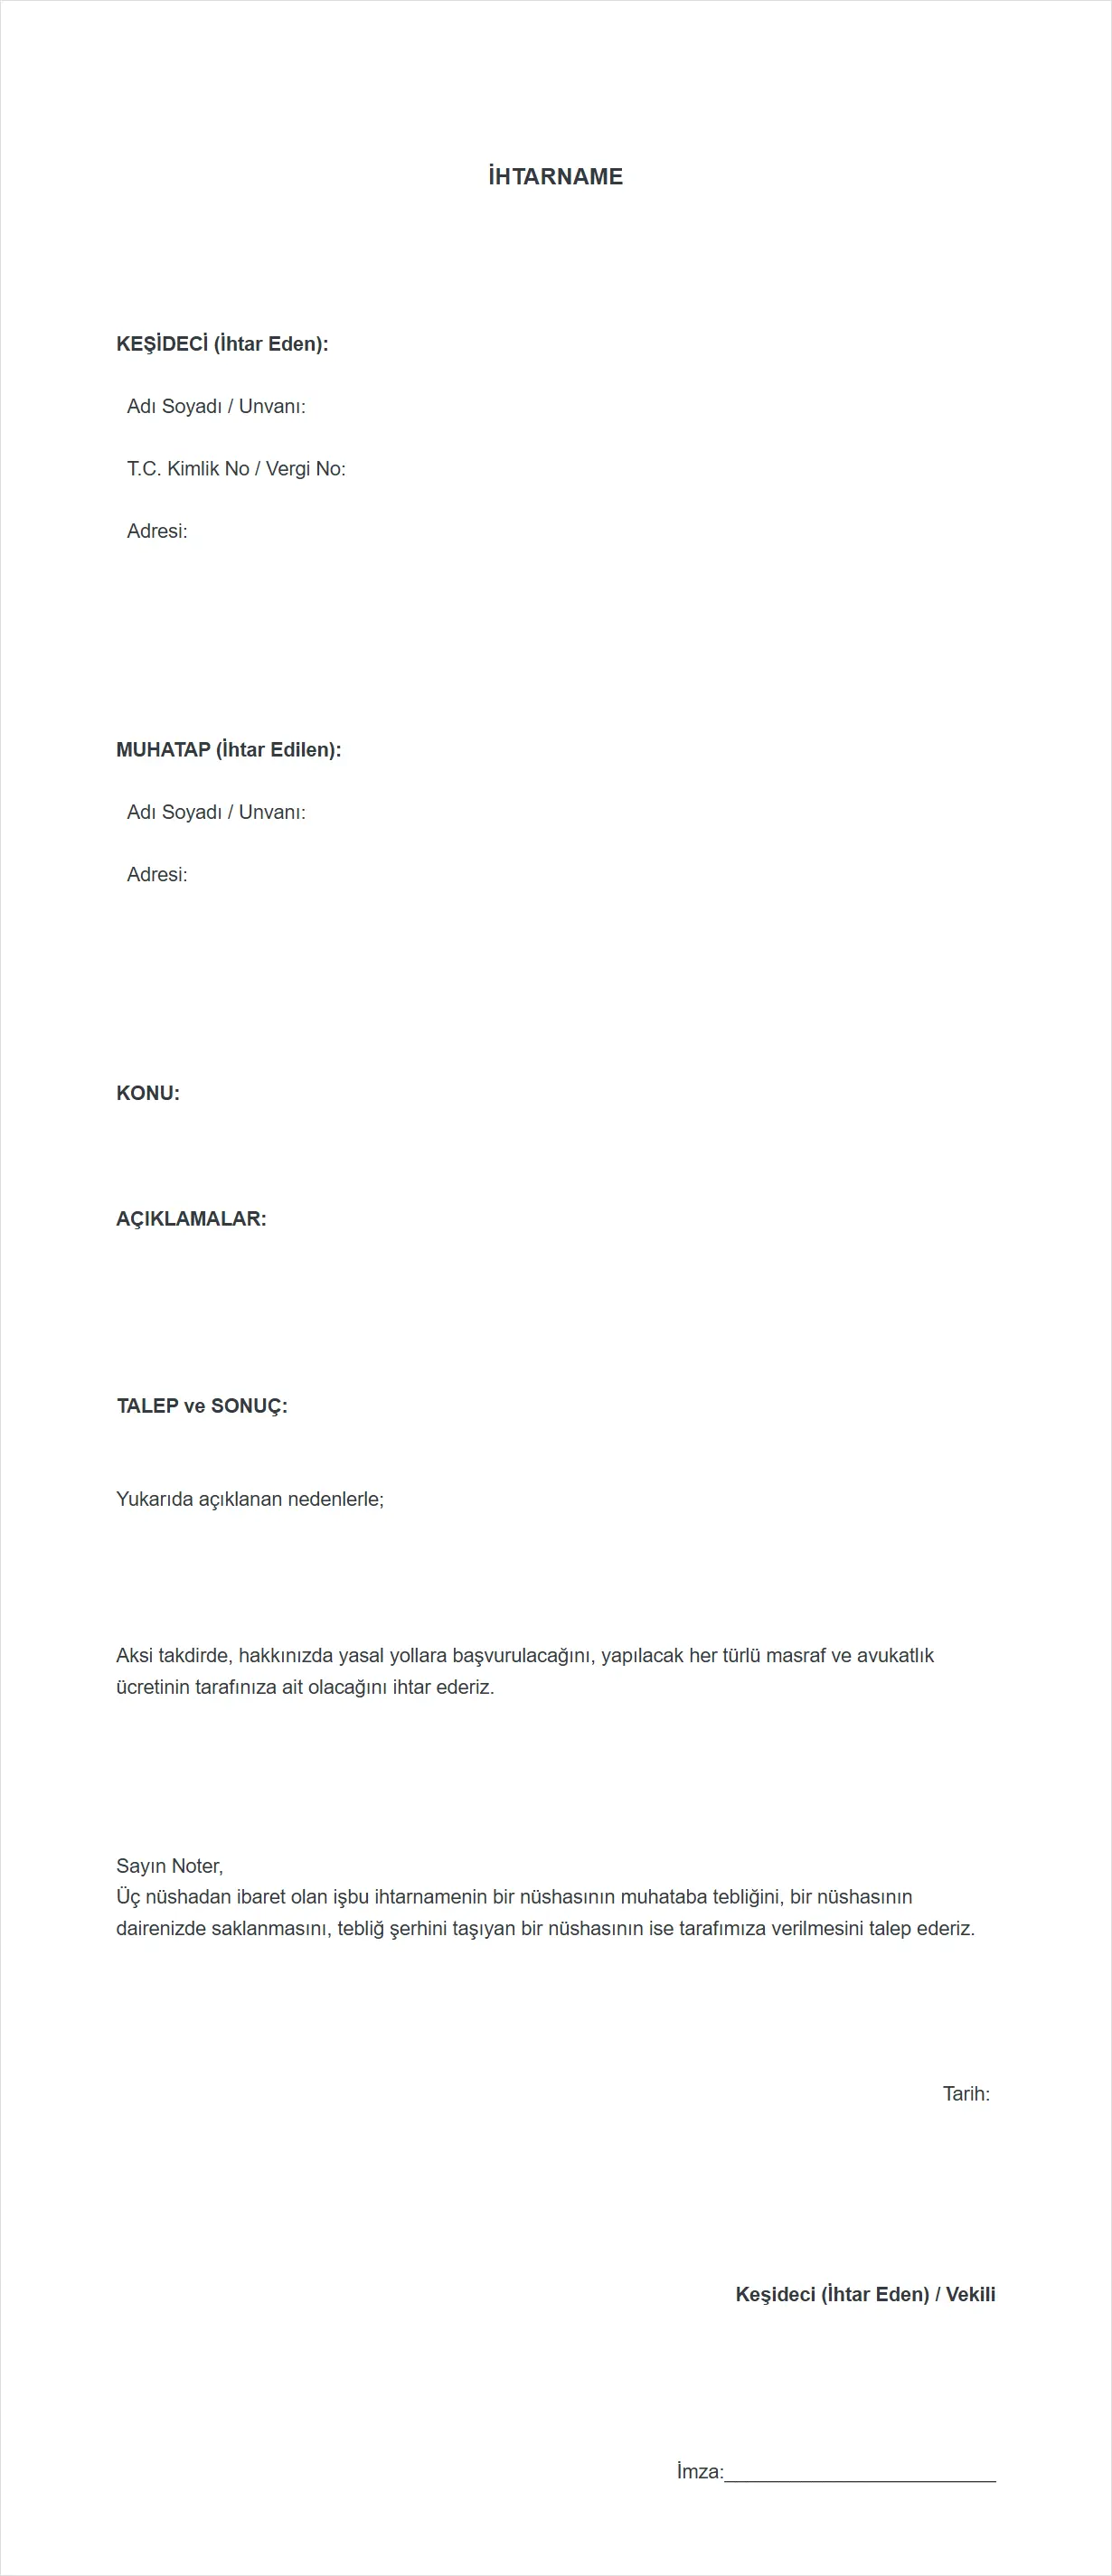 İHTARNAME
KEŞİDECİ (İhtar Eden):
Adı Soyadı / Unvanı:
T.C. Kimlik No / Vergi No:
Adresi:
MUHATAP (İhtar Edilen):
Adı Soyadı / Unvanı:
Adresi:
KONU:
AÇIKLAMALAR:
TALEP ve SONUÇ:
Yukarıda açıklanan nedenlerle;
Aksi takdirde, hakkınızda yasal yollara başvurulacağını, yapılacak her türlü masraf ve avukatlık
ücretinin tarafınıza ait olacağını ihtar ederiz.
Sayın Noter,
Üç nüshadan ibaret olan işbu ihtarnamenin bir nüshasının muhataba tebliğini, bir nüshasının
dairenizde saklanmasını, tebliğ şerhini taşıyan bir nüshasının ise tarafımıza verilmesini talep ederiz.
Tarih:
Keşideci (İhtar Eden) / Vekili
İmza:_________________________